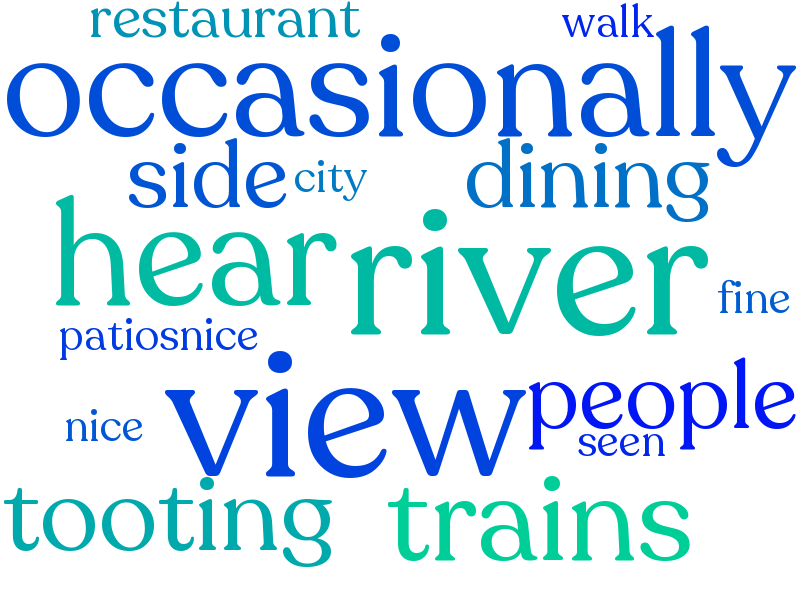 restaurant walk
occasionally
side city dining
hear river
fine
patiosnice
view people
nice seen
tooting trains